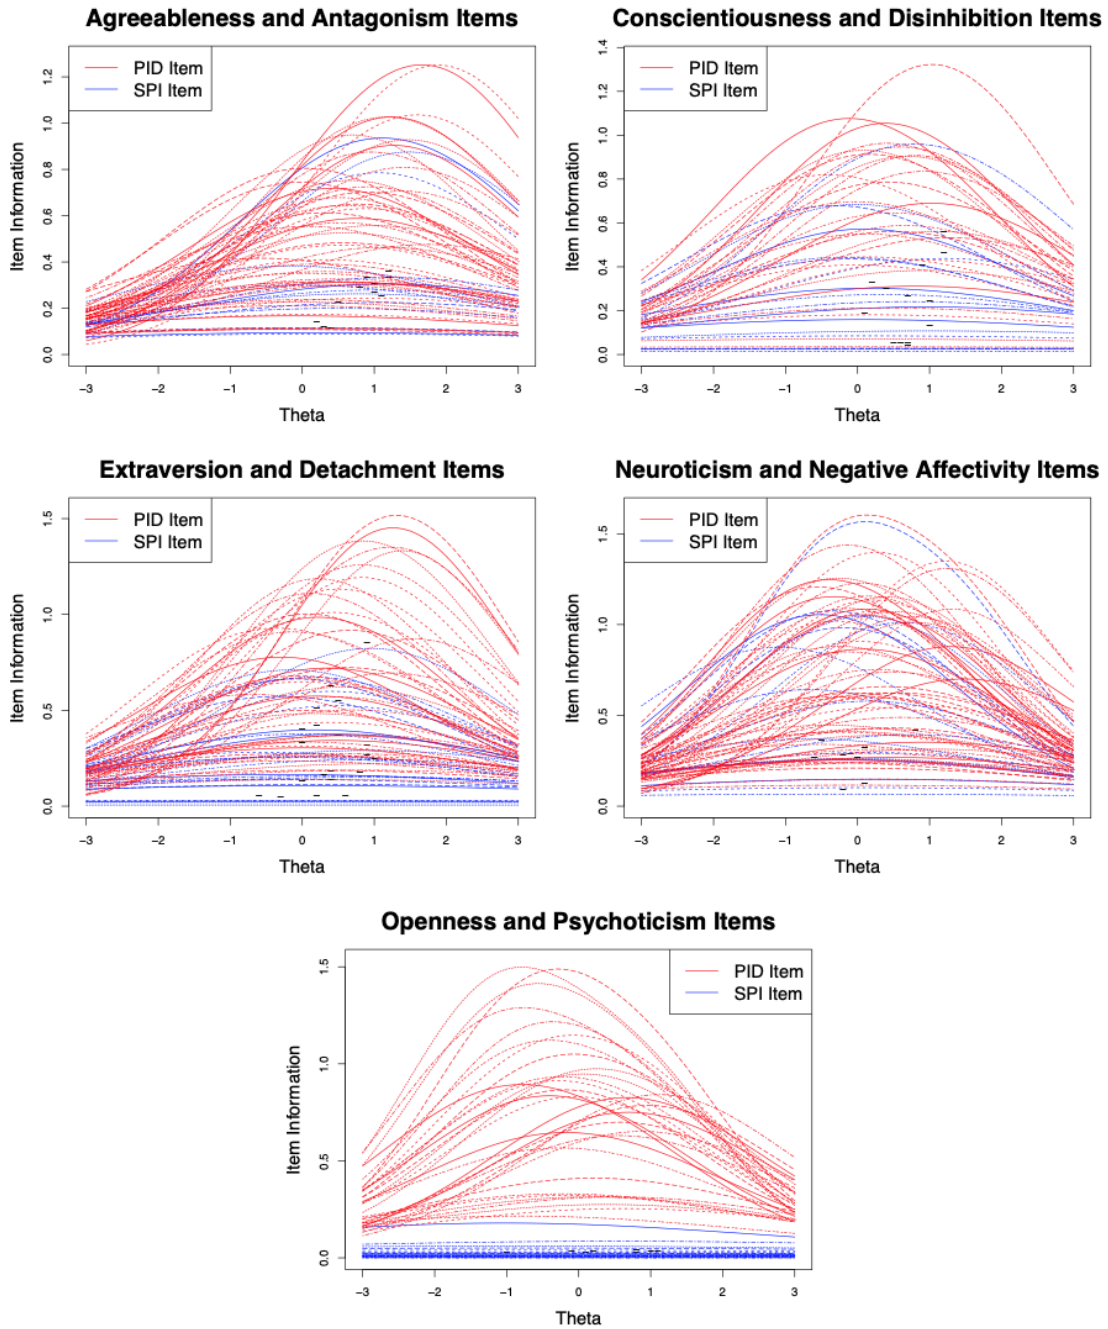 Agreeableness and Antagonism Items
PID Item
SPI Item
Item Information
0.0 0.2 0.4 0.6 0.8 1.0 1.2
−3 −2 −1 0 1 2 3
Theta
Conscientiousness and Disinhibition Items
PID Item
SPI Item
Item Information
0.0 0.2 0.4 0.6 0.8 1.0 1.2 1.4
−3 −2 −1 0 1 2 3
Theta
Extraversion and Detachment Items
PID Item
SPI Item
Item Information
0.0 0.5 1.0 1.5
−3 −2 −1 0 1 2 3
Theta
Neuroticism and Negative Affectivity Items
PID Item
SPI Item
Item Information
0.0 0.5 1.0 1.5
−3 −2 −1 0 1 2 3
Theta
Openness and Psychoticism Items
PID Item
SPI Item
Item Information
0.0 0.5 1.0 1.5
−3 −2 −1 0 1 2 3
Theta